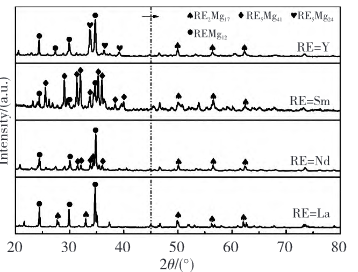 → ♠RE₂Mg₁₇ ♦RE₅Mg₄₁ ♥RE₅Mg₂₄
●REMg₁₂
RE=Y
RE=Sm
RE=Nd
RE=La
Intensity/(a.u.)
20 30 40 50 60 70 80
2θ/(°)